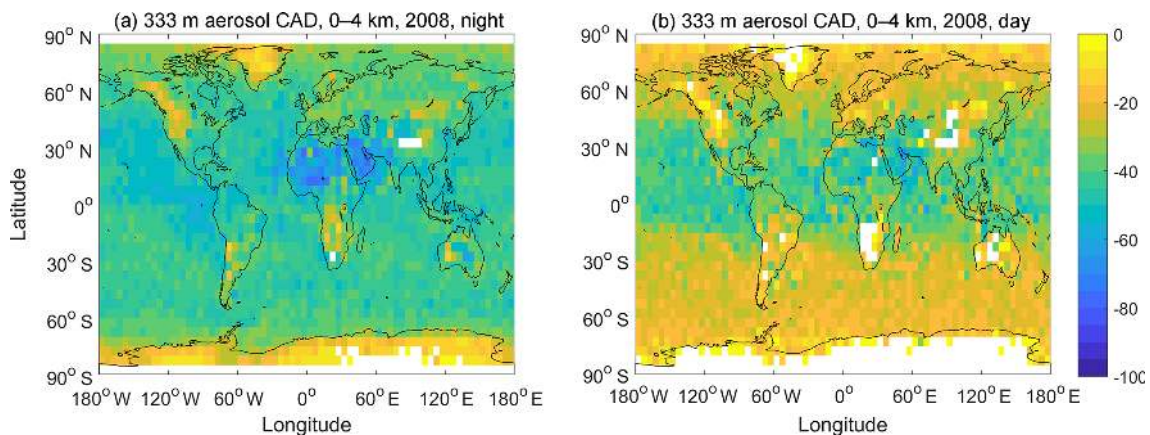 (a) 333 m aerosol CAD, 0–4 km, 2008, night
(b) 333 m aerosol CAD, 0–4 km, 2008, day
90° N
60° N
30° N
0°
30° S
60° S
90° S
Latitude
180° W 120° W 60° W 0° 60° E 120° E 180° E
Longitude
90° N
60° N
30° N
0°
30° S
60° S
90° S
180° W 120° W 60° W 0° 60° E 120° E 180° E
Longitude
0
-20
-40
-60
-80
-100